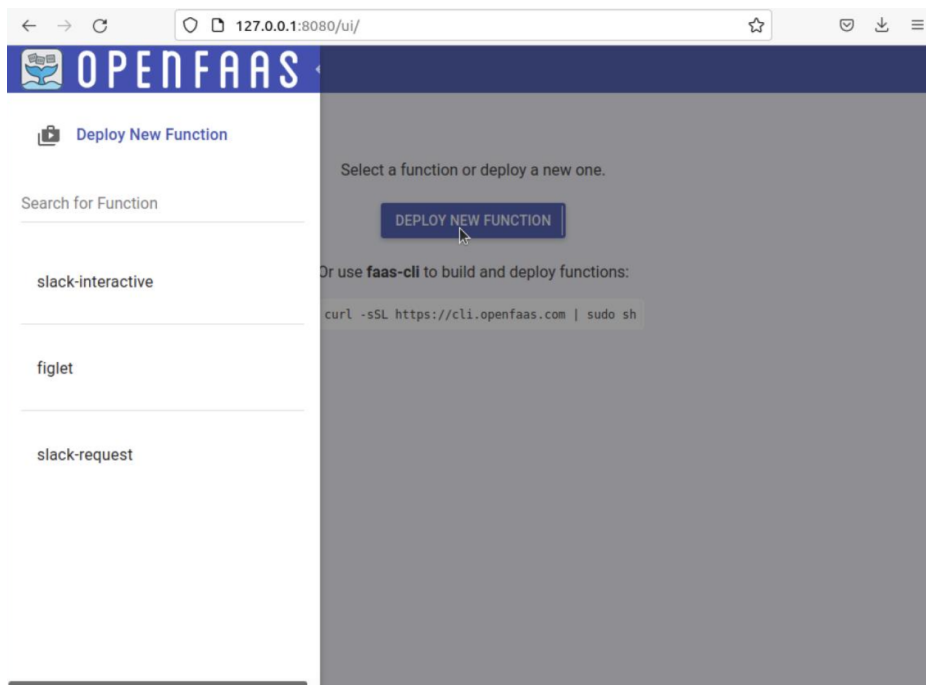 127.0.0.1:8080/ui/
OPENFAAS
Deploy New Function
Search for Function
slack-interactive
figlet
slack-request
Select a function or deploy a new one.
DEPLOY NEW FUNCTION
Or use faas-cli to build and deploy functions:
curl -sSL https://cli.openfaas.com | sudo sh